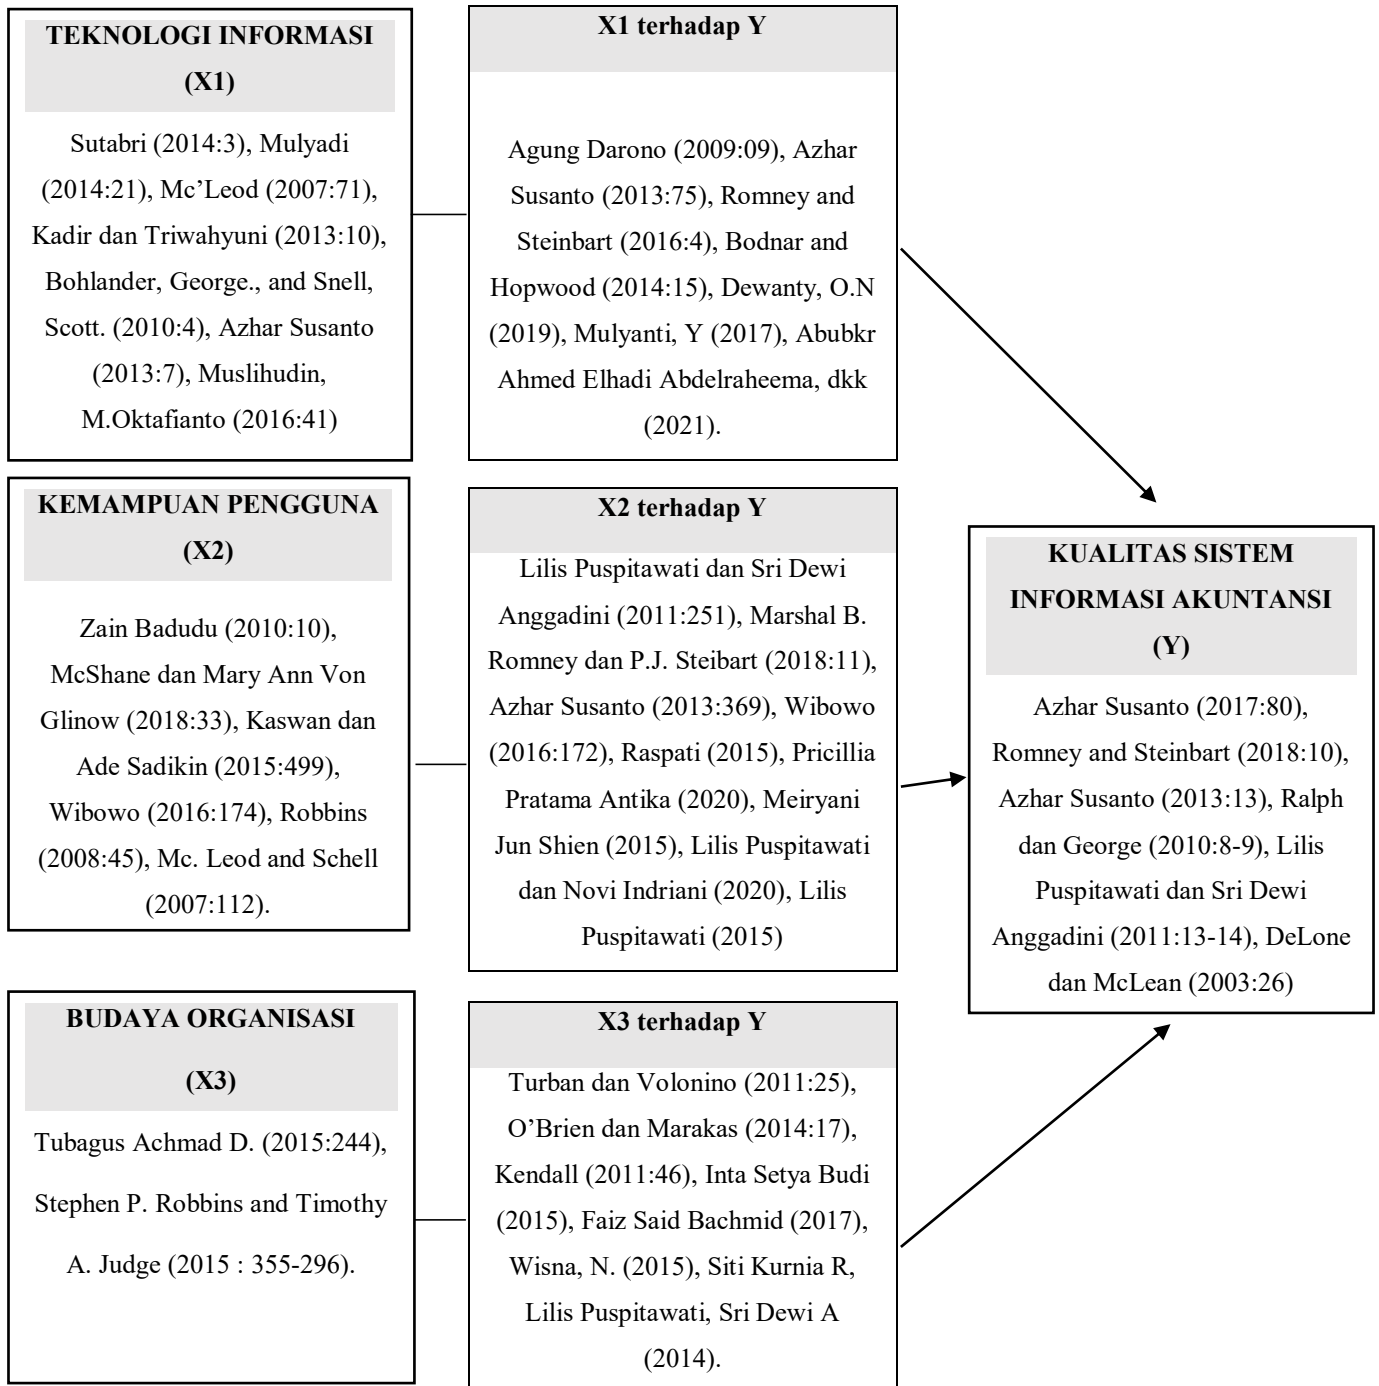 TEKNOLOGI INFORMASI
(X1)
Sutabri (2014:3), Mulyadi
(2014:21), Mc’Leod (2007:71),
Kadir dan Triwahyuni (2013:10),
Bohlander, George., and Snell,
Scott. (2010:4), Azhar Susanto
(2013:7), Muslihudin,
M.Oktafianto (2016:41)
X1 terhadap Y
Agung Darono (2009:09), Azhar
Susanto (2013:75), Romney and
Steinbart (2016:4), Bodnar and
Hopwood (2014:15), Dewanty, O.N
(2019), Mulyanti, Y (2017), Abubkr
Ahmed Elhadi Abdelraheema, dkk
(2021).
KEMAMPUAN PENGGUNA
(X2)
Zain Badudu (2010:10),
McShane dan Mary Ann Von
Glinow (2018:33), Kaswan dan
Ade Sadikin (2015:499),
Wibowo (2016:174), Robbins
(2008:45), Mc. Leod and Schell
(2007:112).
X2 terhadap Y
Lilis Puspitawati dan Sri Dewi
Anggadini (2011:251), Marshal B.
Romney dan P.J. Steibart (2018:11),
Azhar Susanto (2013:369), Wibowo
(2016:172), Raspati (2015), Pricillia
Pratama Antika (2020), Meiryani
Jun Shien (2015), Lilis Puspitawati
dan Novi Indriani (2020), Lilis
Puspitawati (2015)
KUALITAS SISTEM
INFORMASI AKUNTANSI
(Y)
Azhar Susanto (2017:80),
Romney and Steinbart (2018:10),
Azhar Susanto (2013:13), Ralph
dan George (2010:8-9), Lilis
Puspitawati dan Sri Dewi
Anggadini (2011:13-14), DeLone
dan McLean (2003:26)
BUDAYA ORGANISASI
(X3)
Tubagus Achmad D. (2015:244),
Stephen P. Robbins and Timothy
A. Judge (2015 : 355-296).
X3 terhadap Y
Turban dan Volonino (2011:25),
O’Brien dan Marakas (2014:17),
Kendall (2011:46), Inta Setya Budi
(2015), Faiz Said Bachmid (2017),
Wisna, N. (2015), Siti Kurnia R,
Lilis Puspitawati, Sri Dewi A
(2014).